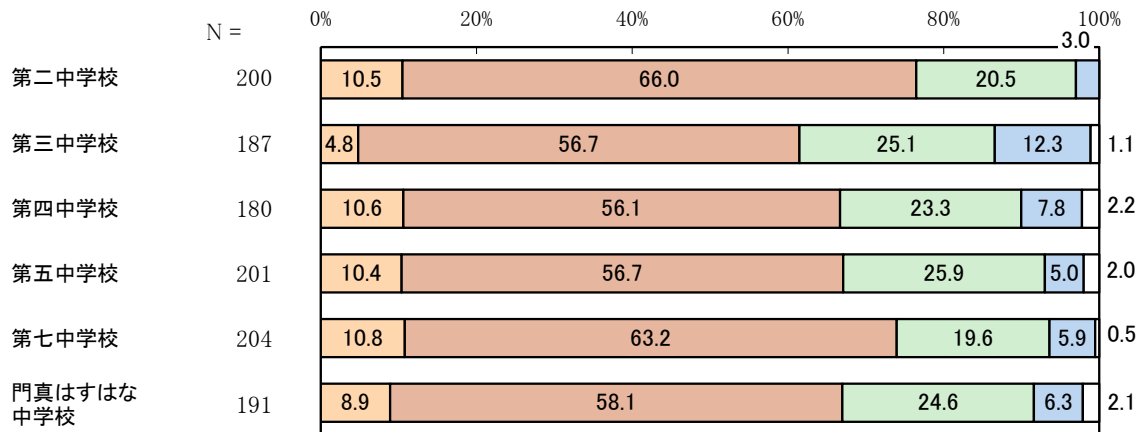 N =
0% 20% 40% 60% 80% 100%
3.0
第二中学校 200 10.5 66.0 20.5
第三中学校 187 4.8 56.7 25.1 12.3 1.1
第四中学校 180 10.6 56.1 23.3 7.8 2.2
第五中学校 201 10.4 56.7 25.9 5.0 2.0
第七中学校 204 10.8 63.2 19.6 5.9 0.5
門真はすはな
中学校 191 8.9 58.1 24.6 6.3 2.1